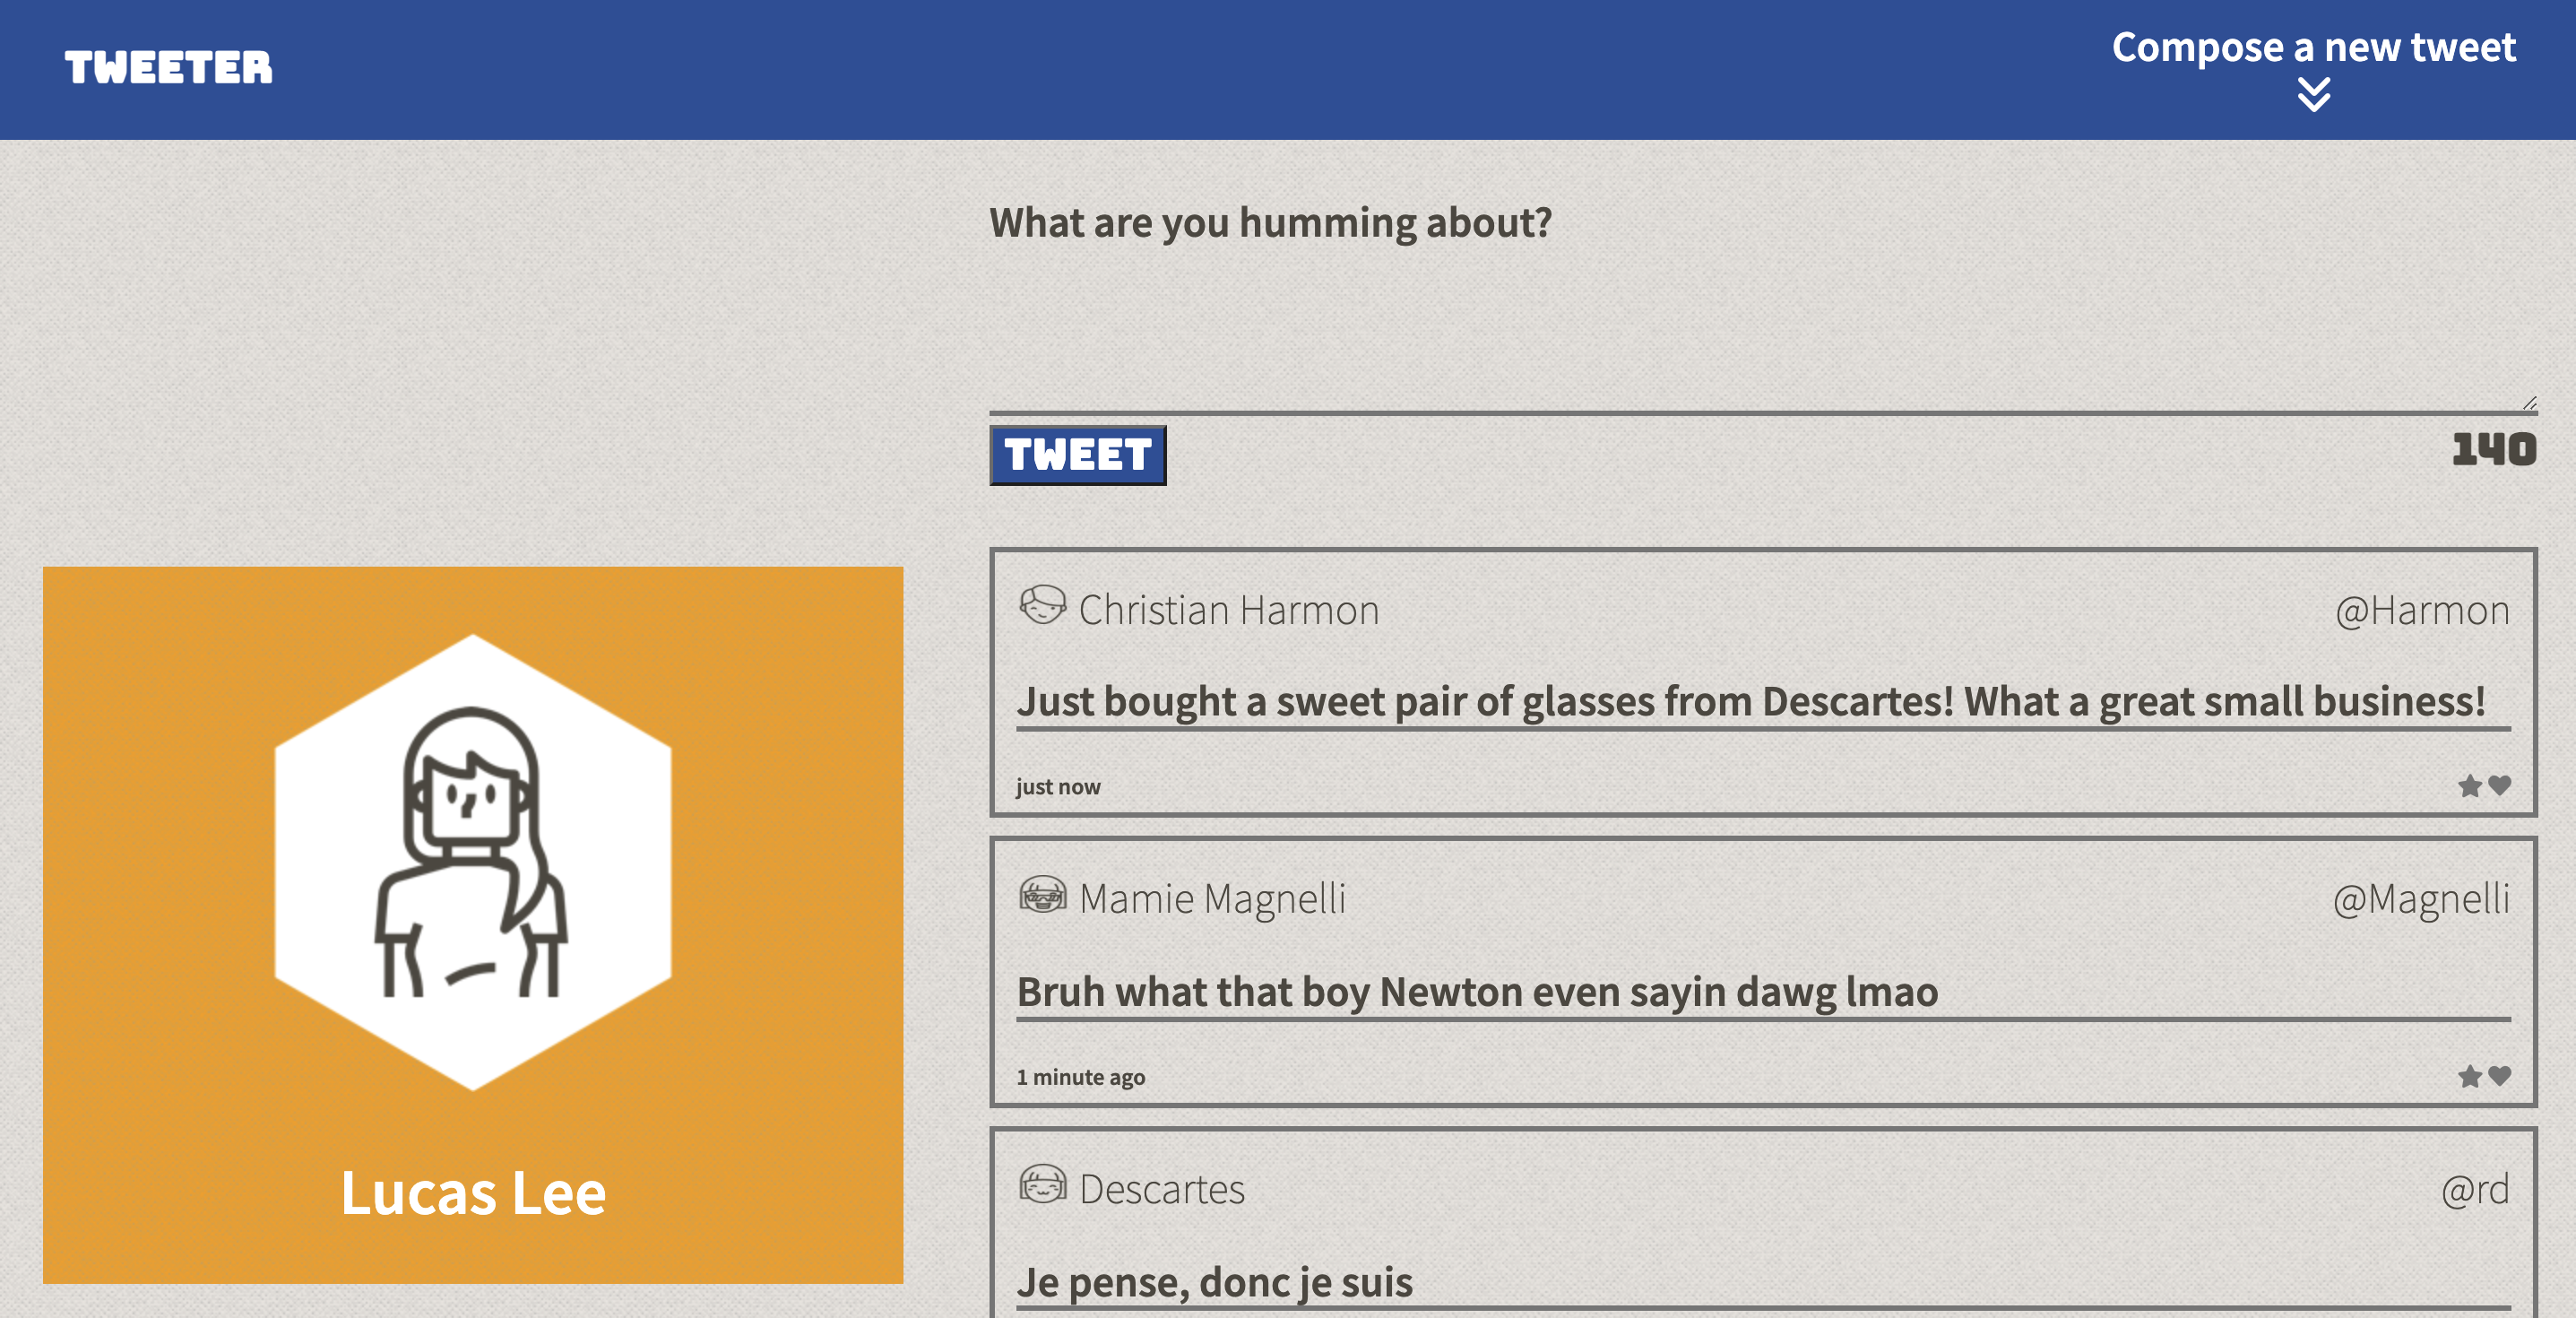 TWEETER
Compose a new tweet
What are you humming about?
TWEET
140
Lucas Lee
Christian Harmon
@Harmon
Just bought a sweet pair of glasses from Descartes! What a great small business!
just now
Mamie Magnelli
@Magnelli
Bruh what that boy Newton even sayin dawg lmao
1 minute ago
Descartes
@rd
Je pense, donc je suis